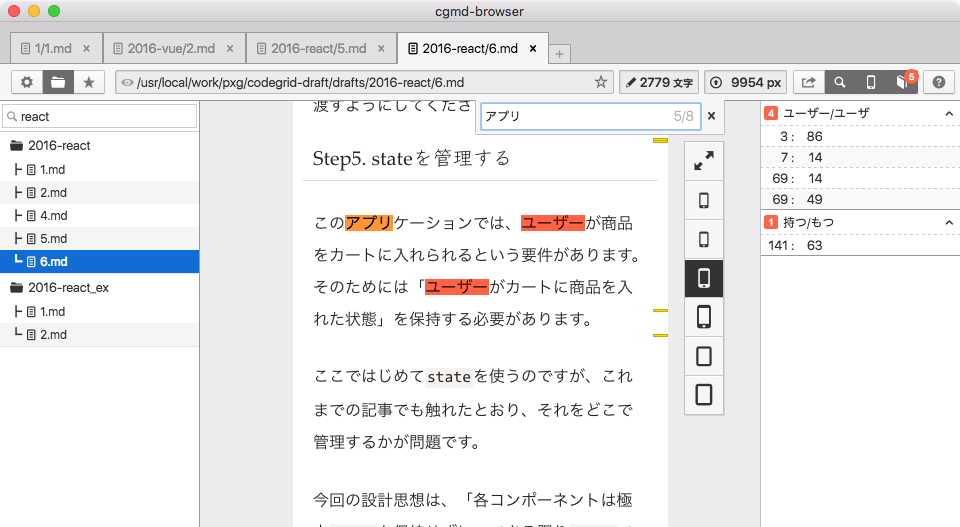 cgmd-browser
1/1.md × 2016-vue/2.md × 2016-react/5.md × 2016-react/6.md × +
/usr/local/work/pxg/codegrid-draft/drafts/2016-react/6.md 2779 文字 9954 px 5 ?
react
2016-react
1.md
2.md
4.md
5.md
6.md
2016-react_ex
1.md
2.md
アプリ 5/8 ×
渡すようにしてくださ
Step5. stateを管理する
このアプリケーションでは、ユーザーが商品
をカートに入れられるという要件があります。
そのためには「ユーザーがカートに商品を入
れた状態」を保持する必要があります。
ここではじめてstateを使うのですが、これ
までの記事でも触れたとおり、それをどこで
管理するかが問題です。
今回の設計思想は、「各コンポーネントは極
4 ユーザー/ユーザ
3: 86
7: 14
69: 14
69: 49
1 持つ/もつ
141: 63